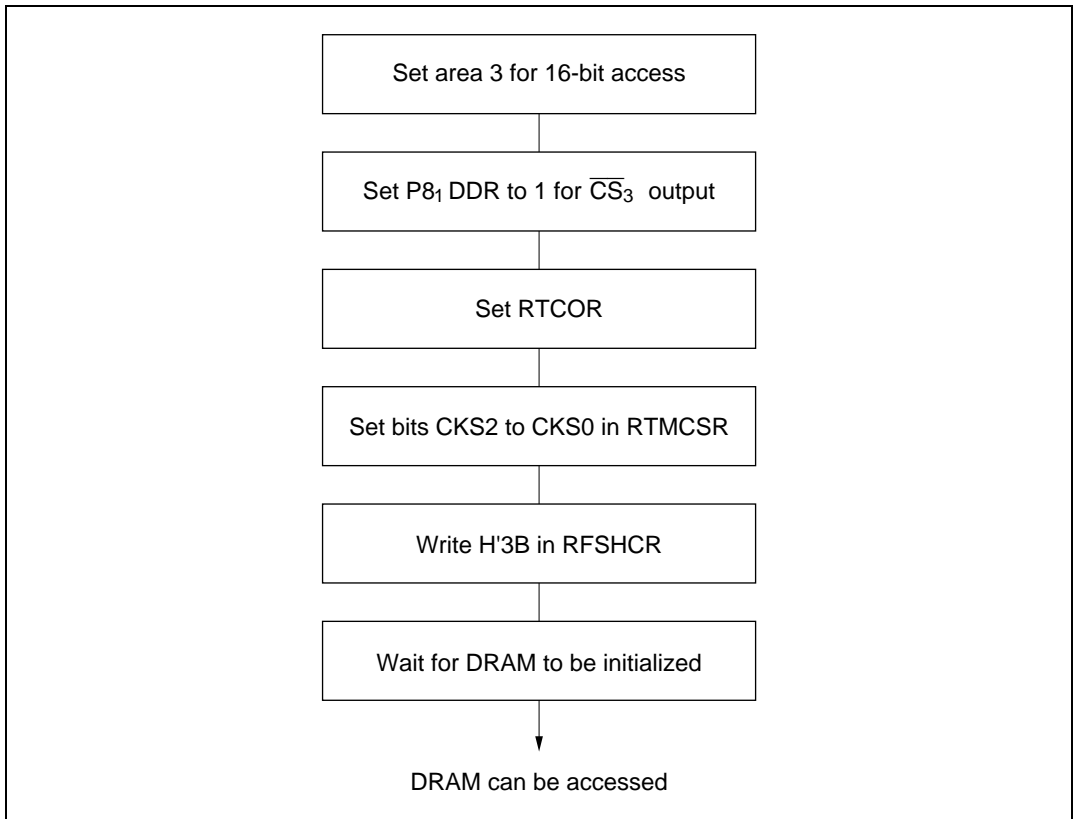 Set area 3 for 16-bit access
Set P8₁ DDR to 1 for C̅S̅₃ output
Set RTCOR
Set bits CKS2 to CKS0 in RTMCSR
Write H'3B in RFSHCR
Wait for DRAM to be initialized
DRAM can be accessed